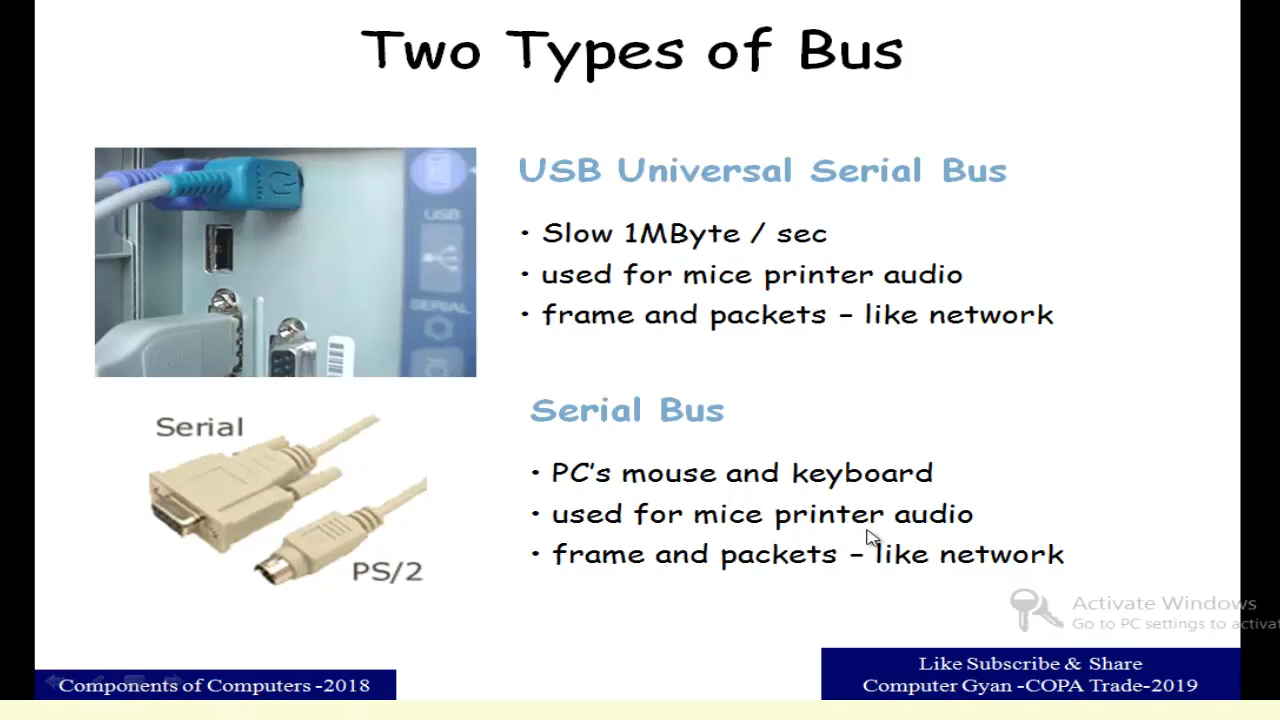 Two Types of Bus
USB Universal Serial Bus
• Slow 1MByte / sec
• used for mice printer audio
• frame and packets – like network
USB
SERIAL
Serial Bus
• PC’s mouse and keyboard
• used for mice printer audio
• frame and packets – like network
Serial
PS/2
Activate Windows
Go to PC settings to activat
Components of Computers -2018
Like Subscribe & Share
Computer Gyan -COPA Trade-2019